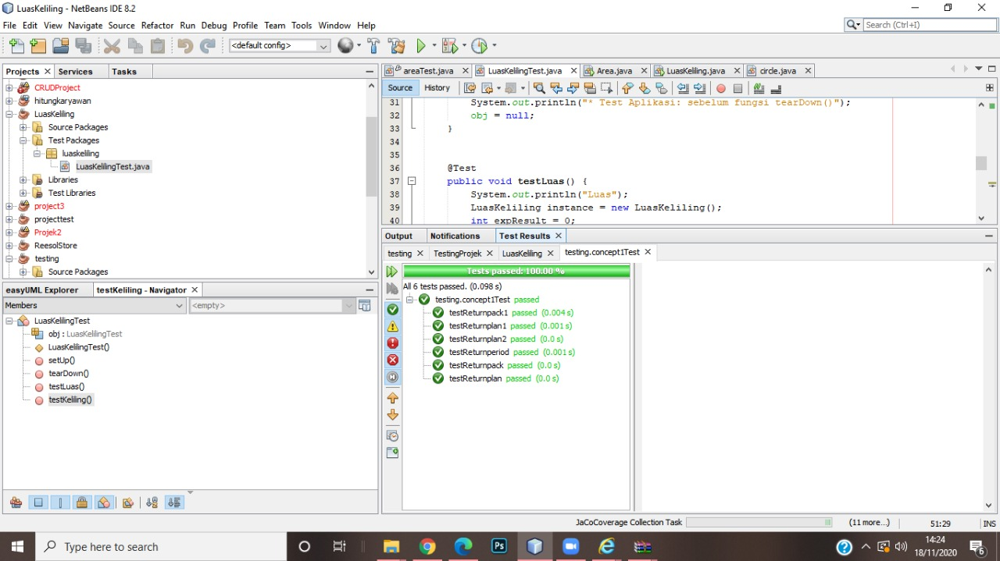 LuasKeliling - NetBeans IDE 8.2
File Edit View Navigate Source Refactor Run Debug Profile Team Tools Window Help
Search (Ctrl+I)
<default config>
Projects Services Tasks
CRUDProject
hitungkaryawan
LuasKeliling
Source Packages
Test Packages
luaskeliling
LuasKelilingTest.java
Libraries
Test Libraries
project3
projecttest
Projek2
ReesolStore
testing
Source Packages
easyUML Explorer testKeliling - Navigator
Members <empty>
LuasKelilingTest
obj : LuasKelilingTest
LuasKelilingTest()
setUp()
tearDown()
testLuas()
testKeliling()
areaTest.java LuasKelilingTest.java Area.java LuasKeliling.java circle.java
Source History
31 System.out.println("* Test Aplikasi: sebelum fungsi tearDown()");
32 obj = null;
33 }
34
35
36 @Test
37 public void testLuas() {
38 System.out.println("Luas");
39 LuasKeliling instance = new LuasKeliling();
40 int expResult = 0;
Output Notifications Test Results
testing TestingProjek LuasKeliling testing.concept1Test
Tests passed: 100.00 %
All 6 tests passed. (0.098 s)
testing.concept1Test passed
testReturnpack1 passed (0.004 s)
testReturnplan1 passed (0.001 s)
testReturnplan2 passed (0.0 s)
testReturnperiod passed (0.001 s)
testReturnpack passed (0.0 s)
testReturnplan passed (0.0 s)
JaCoCoverage Collection Task (11 more...) 51:29 INS
Type here to search
Ps
14:24
18/11/2020
6